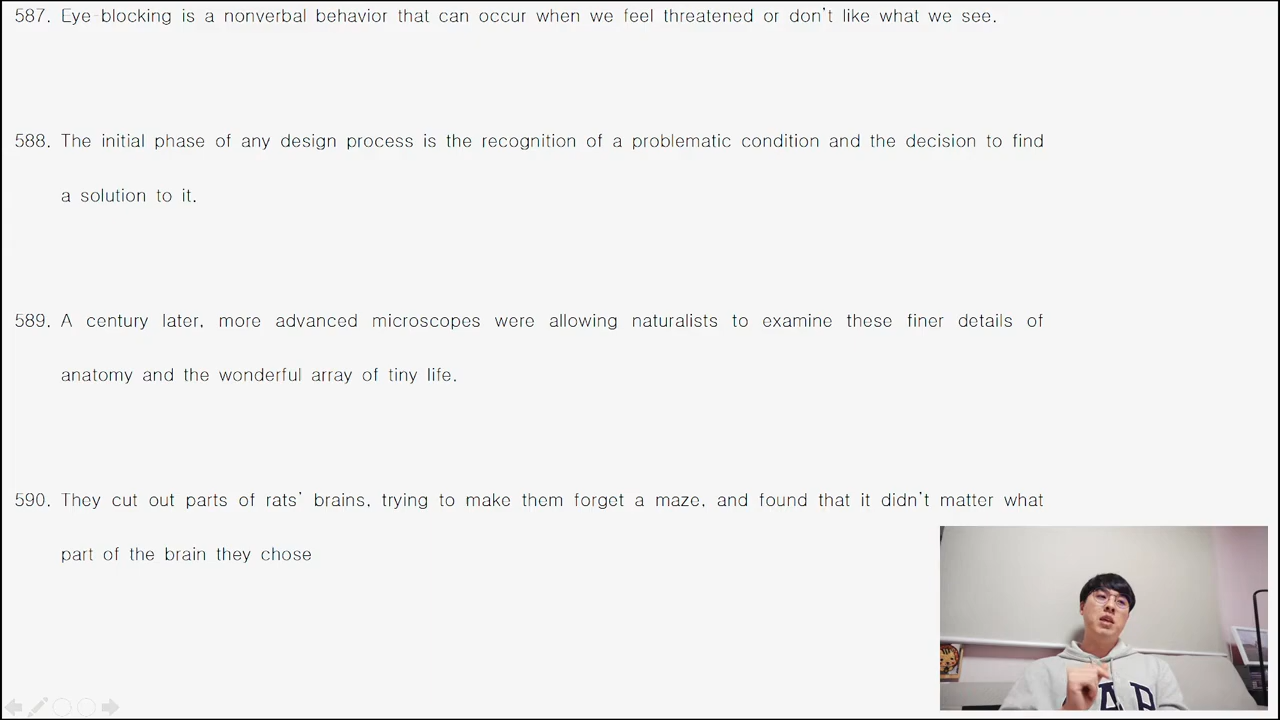 587. Eye-blocking is a nonverbal behavior that can occur when we feel threatened or don't like what we see.
588. The initial phase of any design process is the recognition of a problematic condition and the decision to find
a solution to it.
589. A century later, more advanced microscopes were allowing naturalists to examine these finer details of
anatomy and the wonderful array of tiny life.
590. They cut out parts of rats' brains, trying to make them forget a maze, and found that it didn't matter what
part of the brain they chose